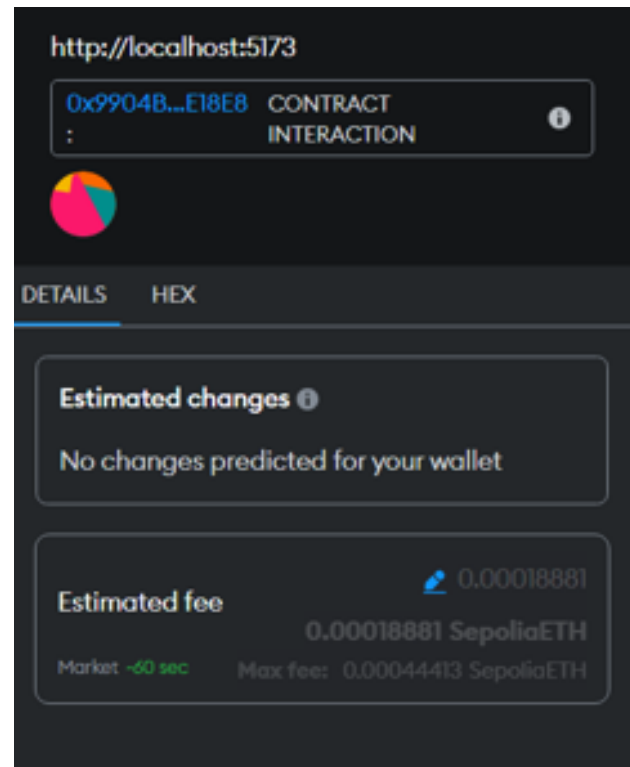 http://localhost:5173
0x9904B...E18E8 CONTRACT
: INTERACTION
DETAILS HEX
Estimated changes
No changes predicted for your wallet
0.00018881
Estimated fee
0.00018881 SepoliaETH
Market ~60 sec Max fee: 0.00044413 SepoliaETH